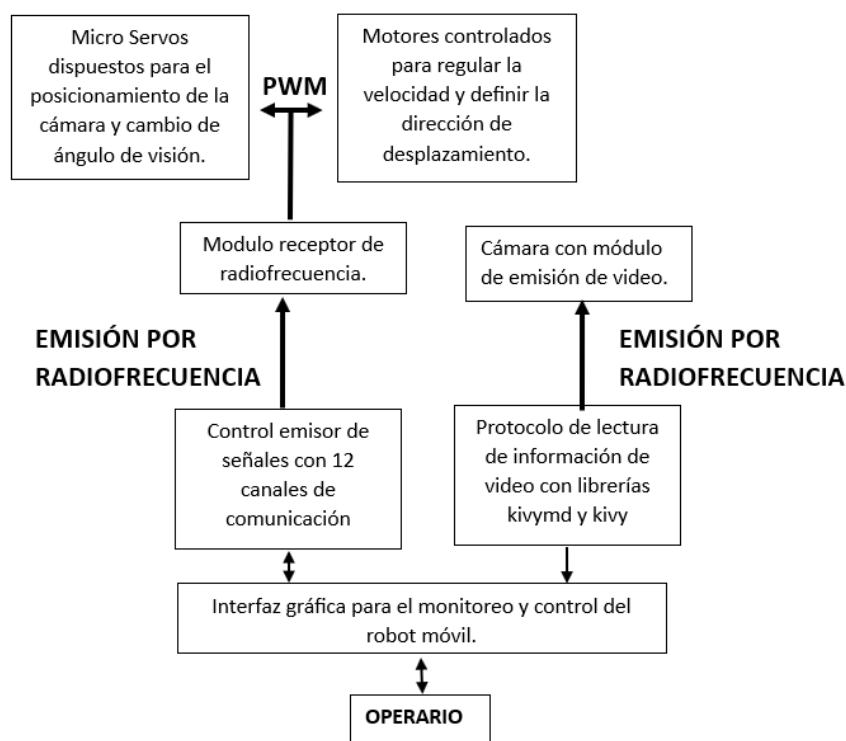 Micro Servos
dispuestos para el
posicionamiento de la
cámara y cambio de
ángulo de visión.
PWM
Motores controlados
para regular la
velocidad y definir la
dirección de
desplazamiento.
Modulo receptor de
radiofrecuencia.
Cámara con módulo
de emisión de video.
EMISIÓN POR
RADIOFRECUENCIA
EMISIÓN POR
RADIOFRECUENCIA
Control emisor de
señales con 12
canales de
comunicación
Protocolo de lectura
de información de
video con librerías
kivymd y kivy
Interfaz gráfica para el monitoreo y control del
robot móvil.
OPERARIO